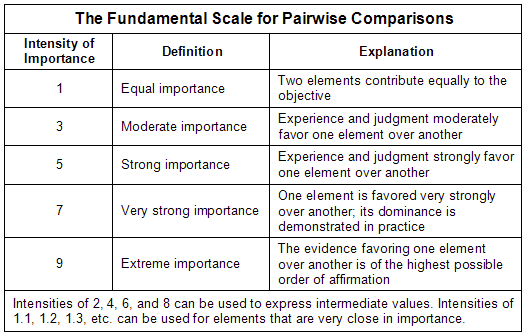 The Fundamental Scale for Pairwise Comparisons
Intensity of
Importance
Definition
Explanation
1
Equal importance
Two elements contribute equally to the
objective
3
Moderate importance
Experience and judgment moderately
favor one element over another
5
Strong importance
Experience and judgment strongly favor
one element over another
7
Very strong importance
One element is favored very strongly
over another; its dominance is
demonstrated in practice
9
Extreme importance
The evidence favoring one element
over another is of the highest possible
order of affirmation
Intensities of 2, 4, 6, and 8 can be used to express intermediate values. Intensities of
1.1, 1.2, 1.3, etc. can be used for elements that are very close in importance.